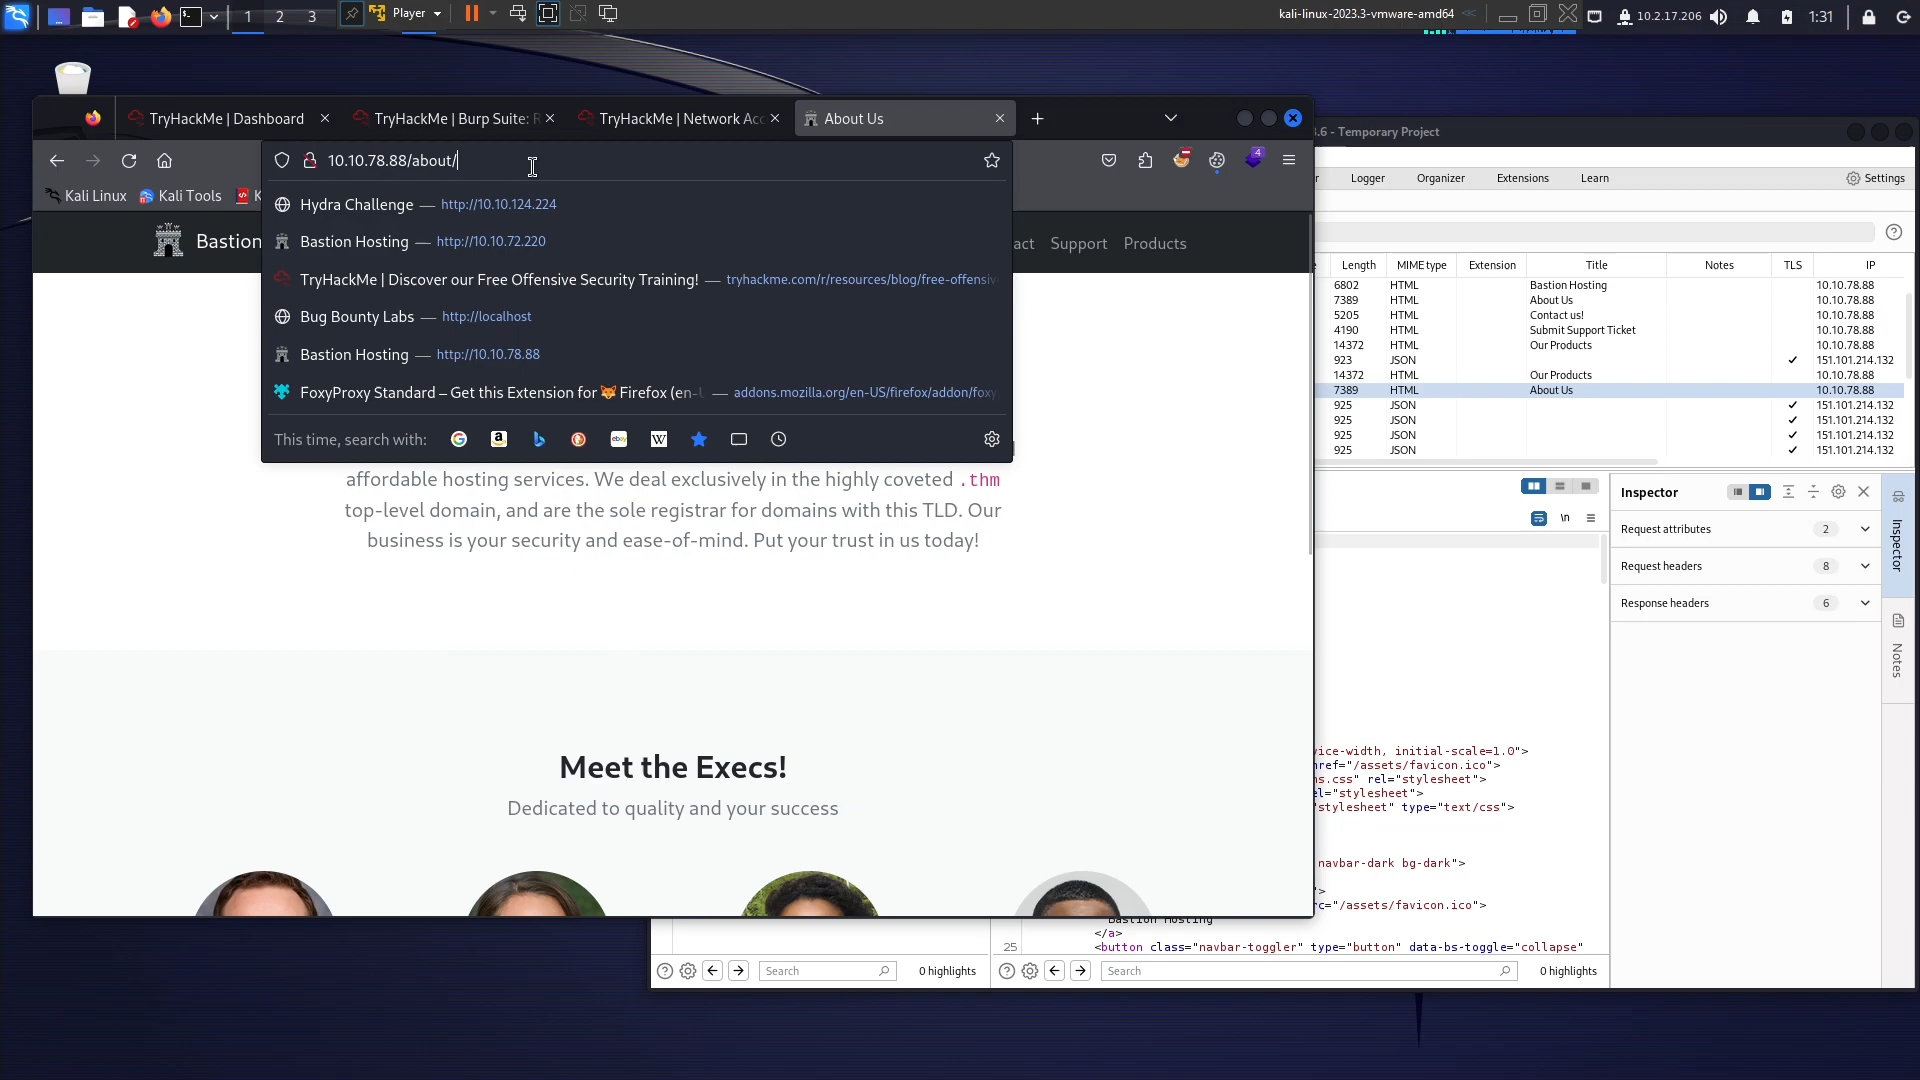 1 2 3 Player kali-linux-2023.3-vmware-amd64 10.2.17.206 1:31
TryHackMe | Dashboard
TryHackMe | Burp Suite: R
TryHackMe | Network Acc
About Us
10.10.78.88/about/
4
Kali Linux Kali Tools K
Hydra Challenge — http://10.10.124.224
Bastion Hosting — http://10.10.72.220
TryHackMe | Discover our Free Offensive Security Training! — tryhackme.com/r/resources/blog/free-offensiv
Bug Bounty Labs — http://localhost
Bastion Hosting — http://10.10.78.88
FoxyProxy Standard – Get this Extension for 🦊 Firefox (en-U — addons.mozilla.org/en-US/firefox/addon/foxy
This time, search with:
Bastion act Support Products
affordable hosting services. We deal exclusively in the highly coveted .thm
top-level domain, and are the sole registrar for domains with this TLD. Our
business is your security and ease-of-mind. Put your trust in us today!
Meet the Execs!
Dedicated to quality and your success
.6 - Temporary Project
r Logger Organizer Extensions Learn Settings
Length MIME type Extension Title Notes TLS IP
6802 HTML Bastion Hosting 10.10.78.88
7389 HTML About Us 10.10.78.88
5205 HTML Contact us! 10.10.78.88
4190 HTML Submit Support Ticket 10.10.78.88
14372 HTML Our Products 10.10.78.88
923 JSON ✓ 151.101.214.132
14372 HTML Our Products 10.10.78.88
7389 HTML About Us 10.10.78.88
925 JSON ✓ 151.101.214.132
925 JSON ✓ 151.101.214.132
925 JSON ✓ 151.101.214.132
925 JSON ✓ 151.101.214.132
\n
Inspector
Request attributes 2
Request headers 8
Response headers 6
Inspector
Notes
vice-width, initial-scale=1.0">
href="/assets/favicon.ico">
ns.css" rel="stylesheet">
el="stylesheet">
"stylesheet" type="text/css">
navbar-dark bg-dark">
">
rc="/assets/favicon.ico">
Bastion Hosting
</a>
25 <button class="navbar-toggler" type="button" data-bs-toggle="collapse"
Search 0 highlights
Search 0 highlights